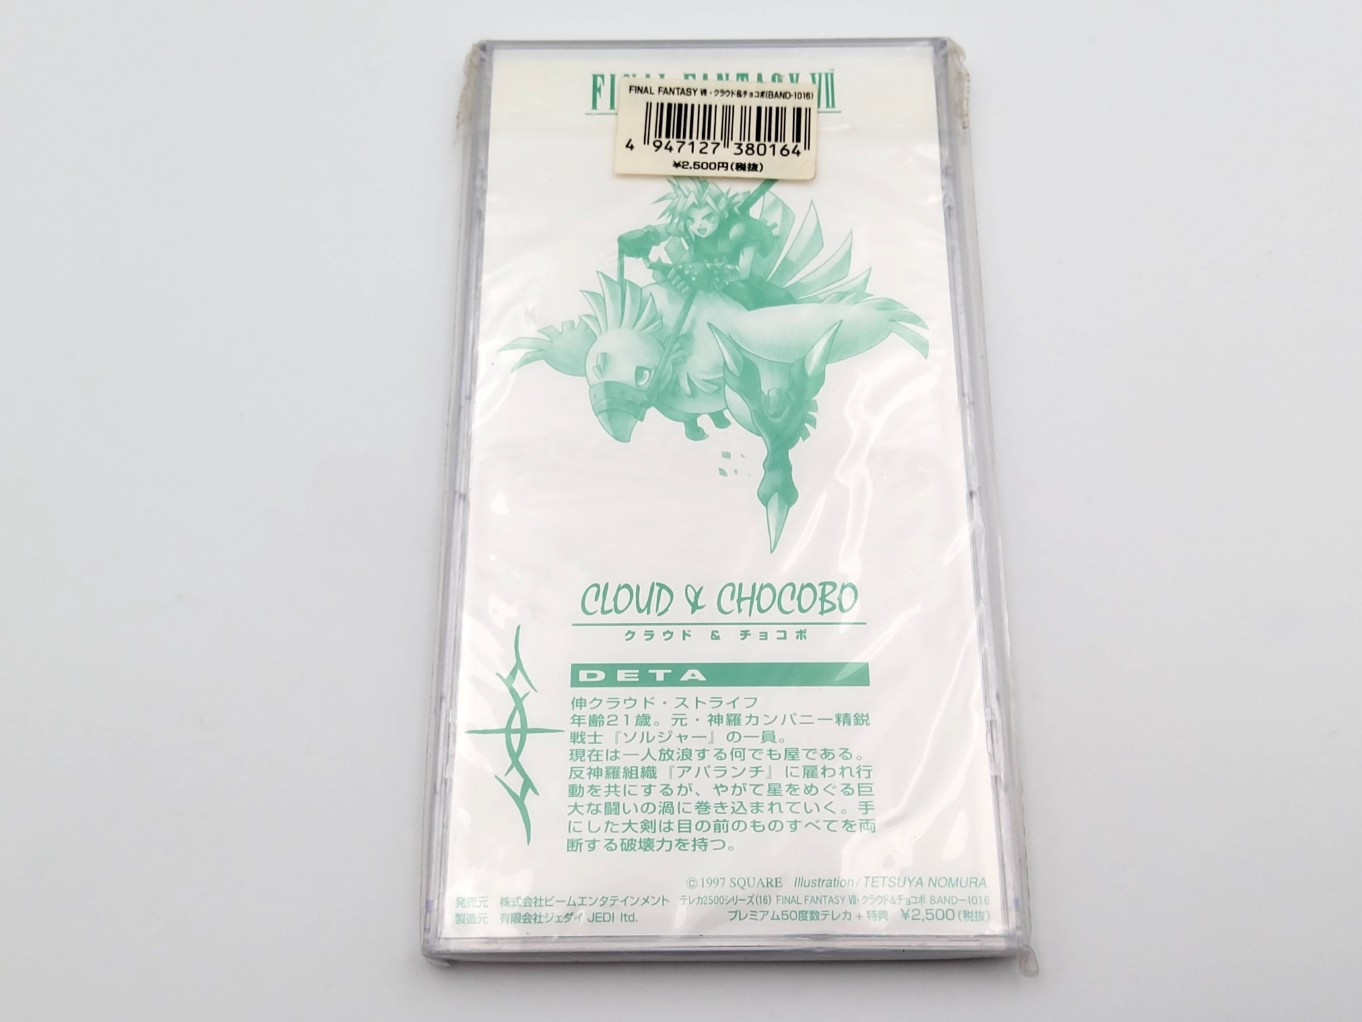 FINAL FANTASY VII
FINAL FANTASY Ⅶ・クラウド&チョコボ(BAND-1016)
4 947127 380164
¥2,500円(税抜)
CLOUD & CHOCOBO
クラウド & チョコボ
DETA
伸クラウド・ストライフ
年齢21歳。元・神羅カンパニー精鋭
戦士『ソルジャー』の一員。
現在は一人放浪する何でも屋である。
反神羅組織『アバランチ』に雇われ行
動を共にするが、やがて星をめぐる巨
大な闘いの渦に巻き込まれていく。手
にした大剣は目の前のものすべてを両
断する破壊力を持つ。
©1997 SQUARE Illustration/TETSUYA NOMURA.
発売元 株式会社ビームエンタテインメント テレカ2500シリーズ(16) FINAL FANTASY Ⅶ・クラウド&チョコボ BAND-1016
製造元 有限会社ジェダイ JEDI ltd. プレミアム50度数テレカ+特典 ¥2,500(税抜)